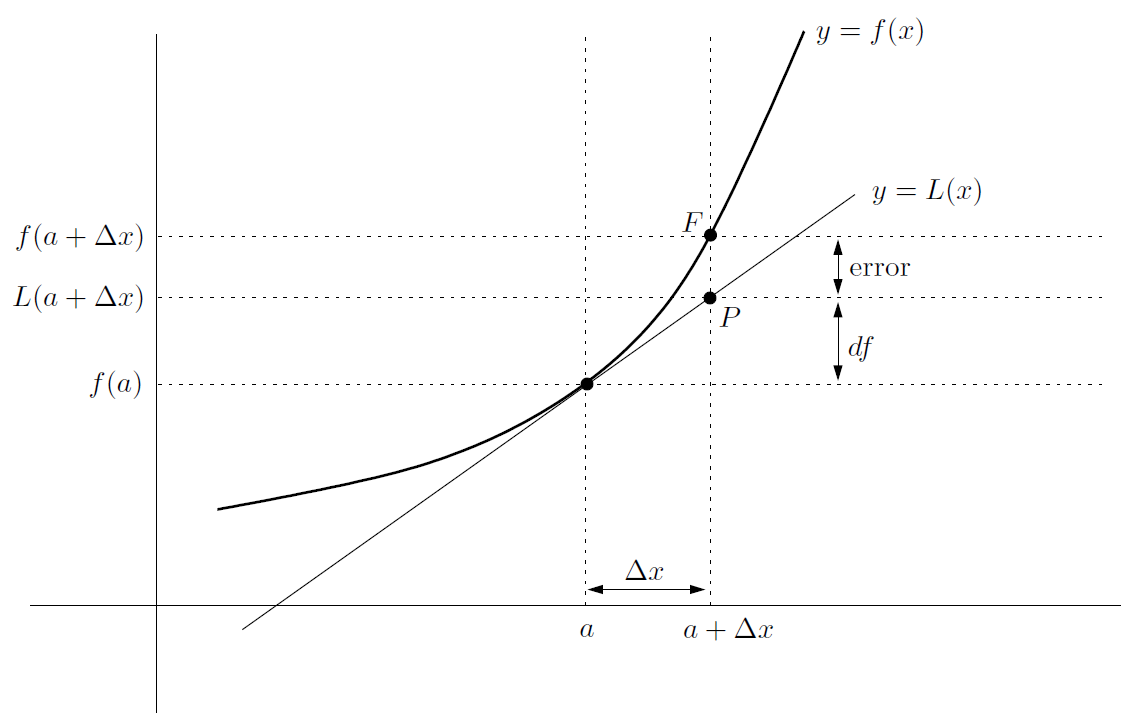 y = f(x)
y = L(x)
F
f(a + Δx)
error
L(a + Δx)
P
df
f(a)
Δx
a
a + Δx